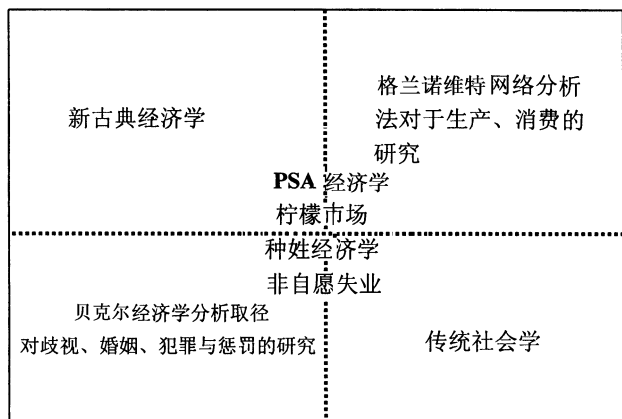 新古典经济学
格兰诺维特网络分析
法对于生产、消费的
研究
PSA 经济学
柠檬市场
种姓经济学
非自愿失业
贝克尔经济学分析取径
对歧视、婚姻、犯罪与惩罚的研究
传统社会学